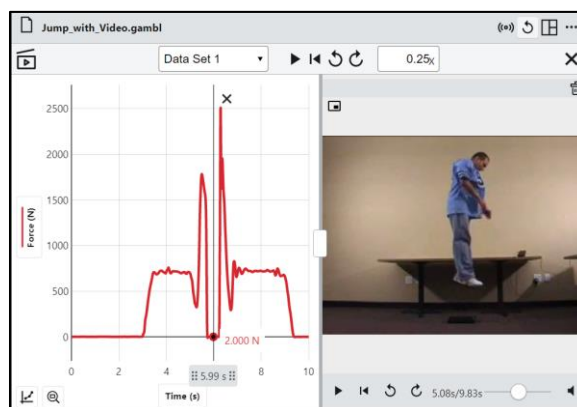 Jump_with_Video.gambl
Data Set 1
0.25x
2500
2000
1500
1000
500
0
Force (N)
2.000 N
0 2 4 6 8 10
5.99 s
Time (s)
5.08s/9.83s